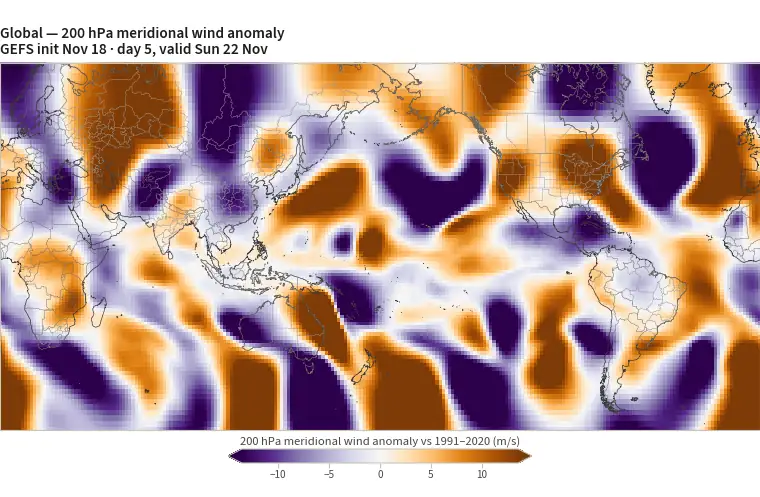 Global — 200 hPa meridional wind anomaly
GEFS init Nov 18 · day 5, valid Sun 22 Nov
200 hPa meridional wind anomaly vs 1991–2020 (m/s)
−10 −5 0 5 10